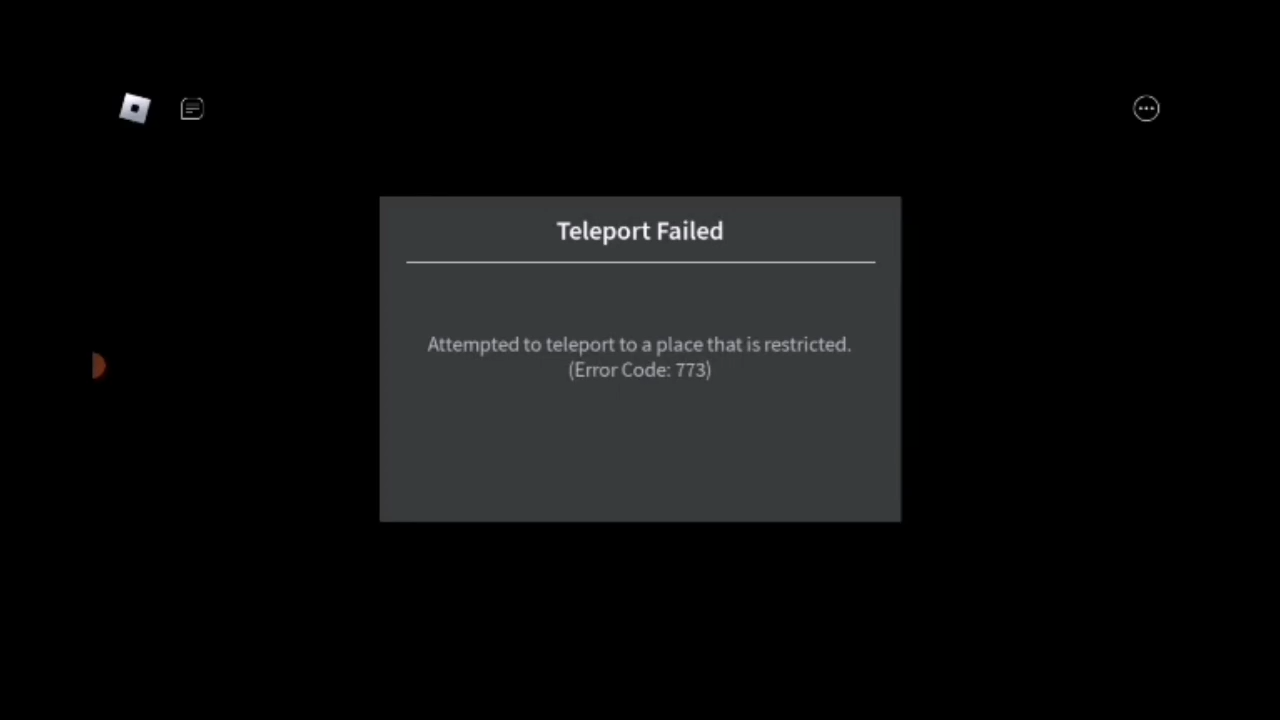 Teleport Failed
Attempted to teleport to a place that is restricted.
(Error Code: 773)